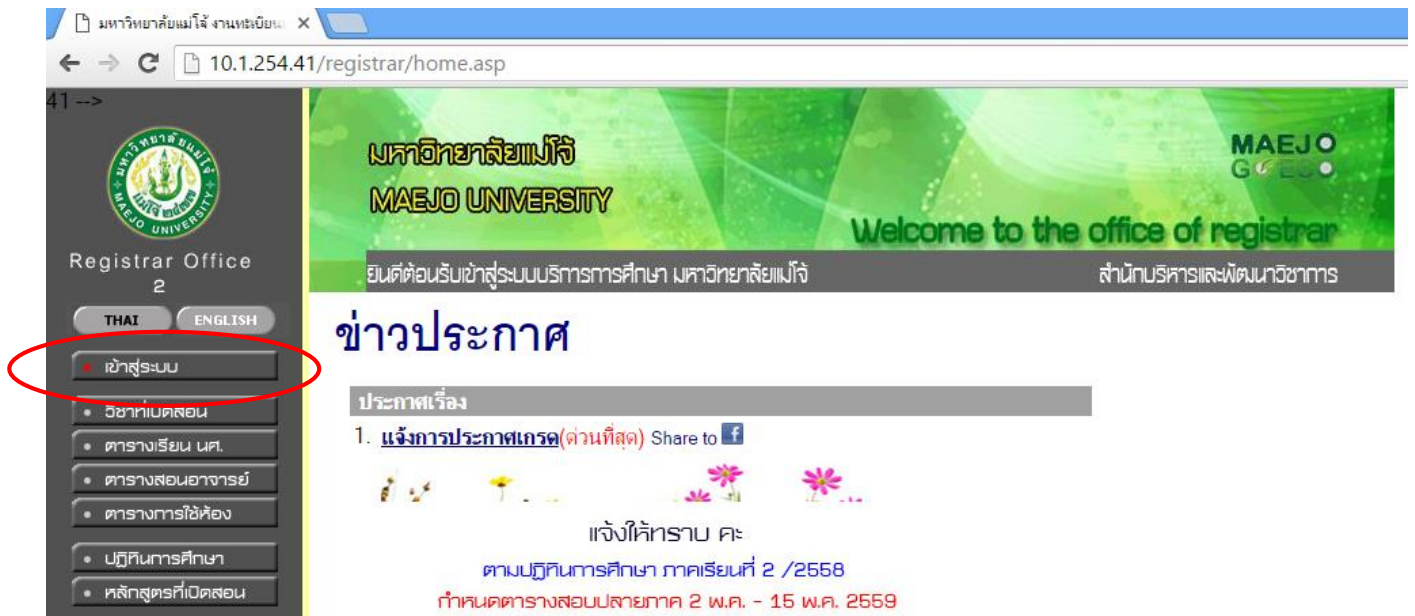 มหาวิทยาลัยแม่โจ้ งานทะเบียน
10.1.254.41/registrar/home.asp
41 -->
มหาวิทยาลัยแม่โจ้
MAEJO UNIVERSITY
Registrar Office
2
THAI ENGLISH
เข้าสู่ระบบ
วิชาที่เปิดสอน
ตารางเรียน นศ.
ตารางสอนอาจารย์
ตารางการใช้ห้อง
ปฏิทินการศึกษา
หลักสูตรที่เปิดสอน
มหาวิทยาลัยแม่โจ้
MAEJO UNIVERSITY
MAEJO
Welcome to the office of registrar
ยินดีต้อนรับเข้าสู่ระบบบริการการศึกษา มหาวิทยาลัยแม่โจ้ สำนักบริหารและพัฒนาวิชาการ
ข่าวประกาศ
ประกาศเรื่อง
1. แจ้งการประกาศเกรด(ด่วนที่สุด) Share to f
แจ้งให้ทราบ คะ
ตามปฏิทินการศึกษา ภาคเรียนที่ 2 /2558
กำหนดตารางสอบปลายภาค 2 พ.ค. - 15 พ.ค. 2559